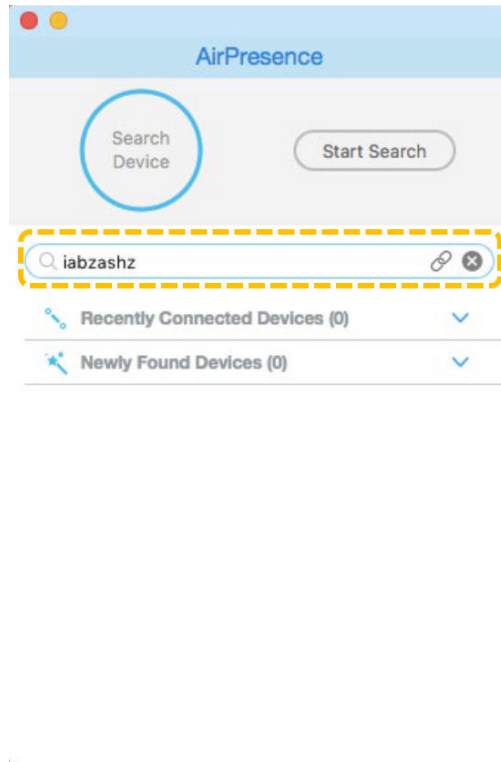 AirPresence
Search
Device
Start Search
iabzashz
Recently Connected Devices (0)
Newly Found Devices (0)